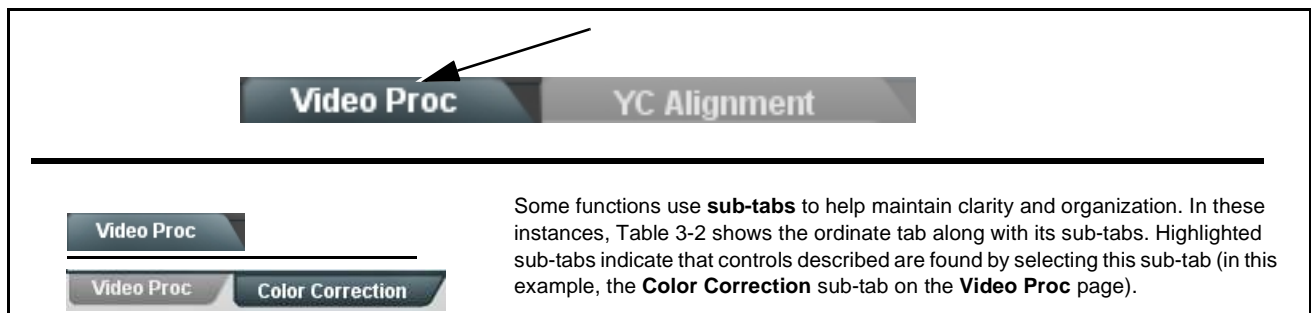 Video Proc YC Alignment
Video Proc
Video Proc Color Correction
Some functions use sub-tabs to help maintain clarity and organization. In these
instances, Table 3-2 shows the ordinate tab along with its sub-tabs. Highlighted
sub-tabs indicate that controls described are found by selecting this sub-tab (in this
example, the Color Correction sub-tab on the Video Proc page).